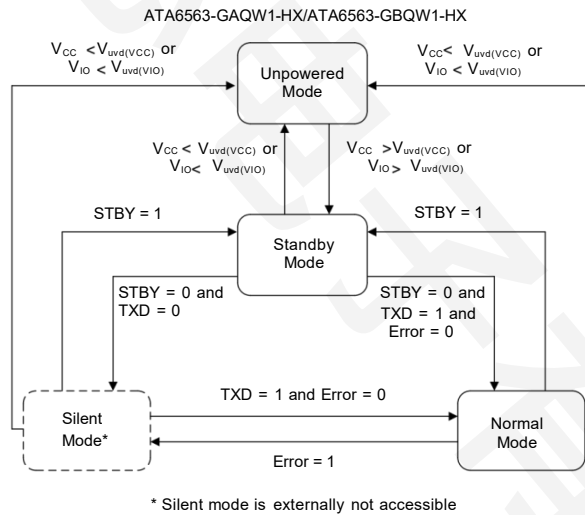 ATA6563-GAQW1-HX/ATA6563-GBQW1-HX
VCC <Vuvd(VCC) or
VIO < Vuvd(VIO)
Unpowered
Mode
VCC< Vuvd(VCC) or
VIO < Vuvd(VIO)
VCC < Vuvd(VCC) or
VIO< Vuvd(VIO)
VCC >Vuvd(VCC) or
VIO> Vuvd(VIO)
STBY = 1
Standby
Mode
STBY = 1
STBY = 0 and
TXD = 0
STBY = 0 and
TXD = 1 and
Error = 0
Silent
Mode*
TXD = 1 and Error = 0
Normal
Mode
Error = 1
* Silent mode is externally not accessible